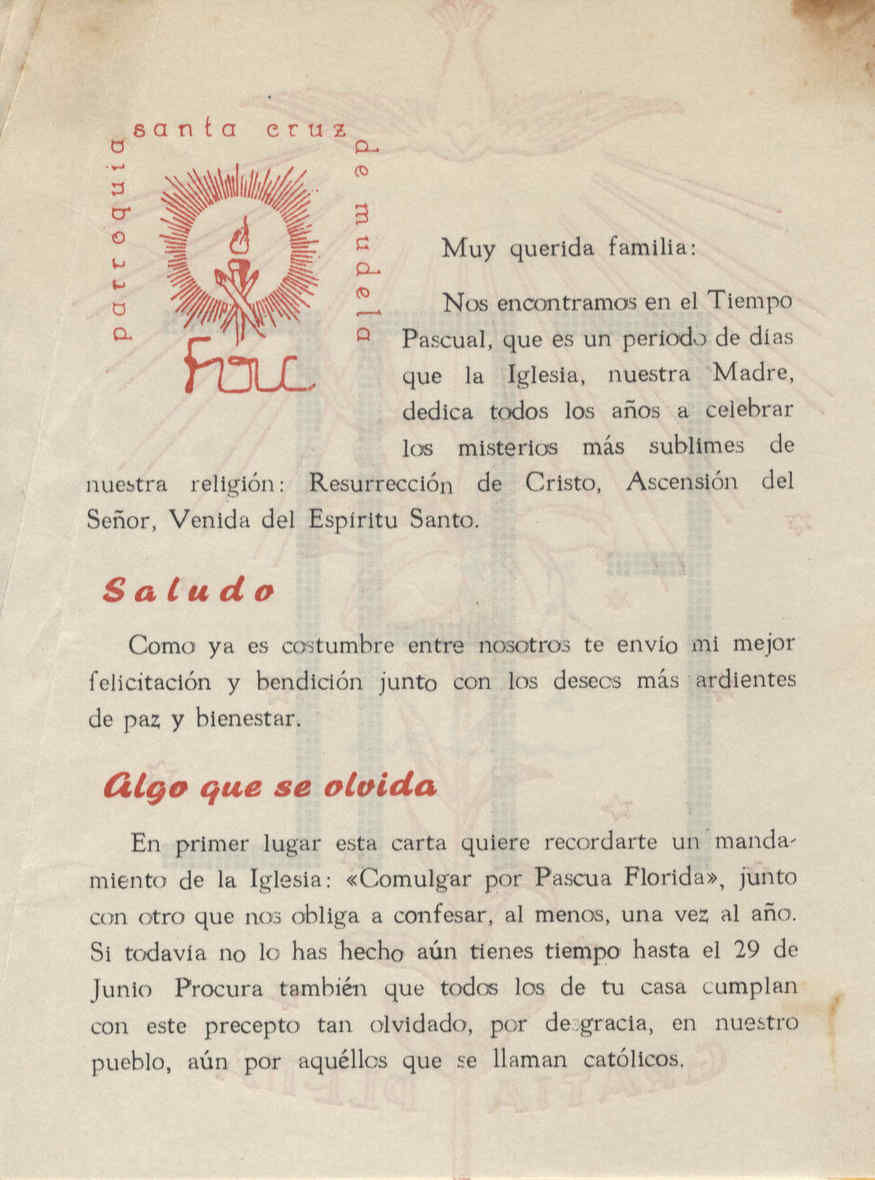 parroquia santa cruz de mudela
Muy querida familia:
Nos encontramos en el Tiempo
Pascual, que es un periodo de días
que la Iglesia, nuestra Madre,
dedica todos los años a celebrar
los misterios más sublimes de
nuestra religión: Resurrección de Cristo, Ascensión del
Señor, Venida del Espíritu Santo.
Saludo
Como ya es costumbre entre nosotros te envío mi mejor
felicitación y bendición junto con los deseos más ardientes
de paz y bienestar.
Algo que se olvida
En primer lugar esta carta quiere recordarte un manda-
miento de la Iglesia: «Comulgar por Pascua Florida», junto
con otro que nos obliga a confesar, al menos, una vez al año.
Si todavía no lo has hecho aún tienes tiempo hasta el 29 de
Junio Procura también que todos los de tu casa cumplan
con este precepto tan olvidado, por desgracia, en nuestro
pueblo, aún por aquéllos que se llaman católicos.
GRATIA PLENA